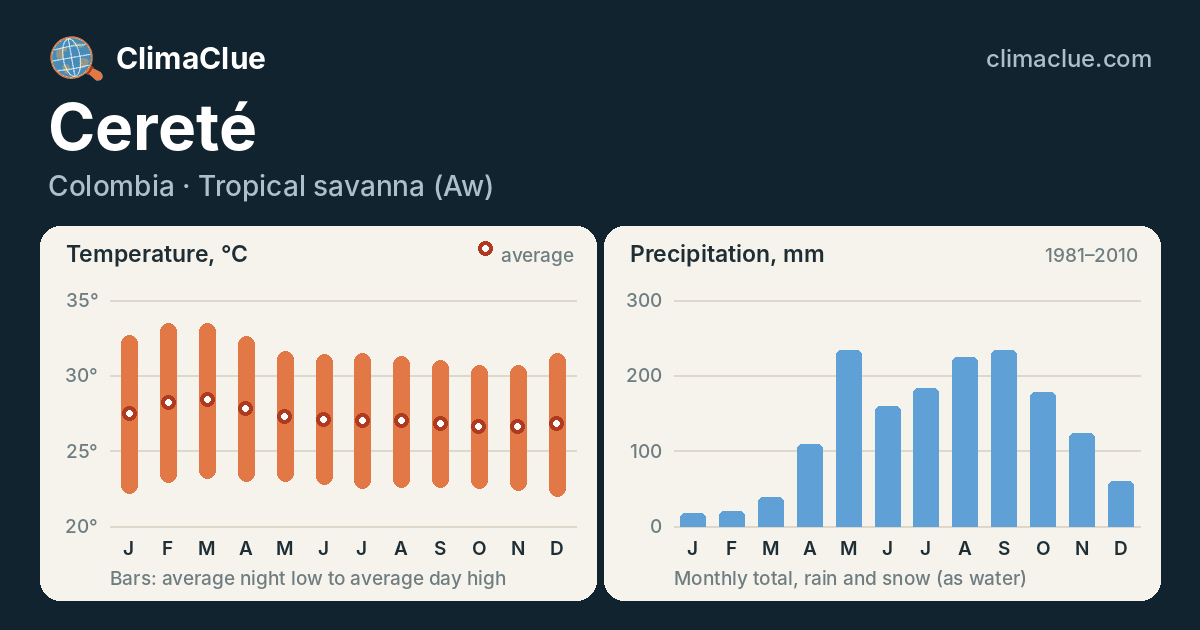 ClimaClue
climaclue.com
Cereté
Colombia · Tropical savanna (Aw)
Temperature, °C
average
35°
30°
25°
20°
J F M A M J J A S O N D
Bars: average night low to average day high
Precipitation, mm
1981–2010
300
200
100
0
J F M A M J J A S O N D
Monthly total, rain and snow (as water)